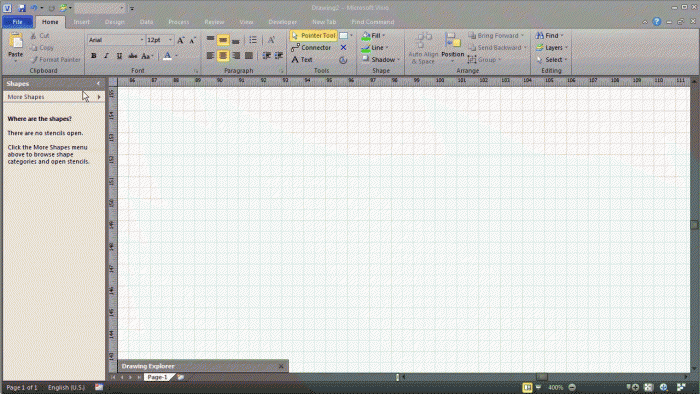 Drawing2 - Microsoft Visio
File Home Insert Design Data Process Review View Developer New Tab Find Command
Paste
Cut
Copy
Format Painter
Clipboard
Arial 12pt
Font
Paragraph
Pointer Tool
Connector
Text
Tools
Fill
Line
Shadow
Shape
Auto Align
& Space
Position
Bring Forward
Send Backward
Group
Arrange
Find
Layers
Select
Editing
Shapes
More Shapes
Where are the shapes?
There are no stencils open.
Click the More Shapes menu
above to browse shape
categories and open stencils.
86 87 88 89 90 91 92 93 94 95 96 97 98 99 100 101 102 103 104 105 106 107 108 109 110 111
Drawing Explorer
Page-1
Page 1 of 1 English (U.S.) 400%